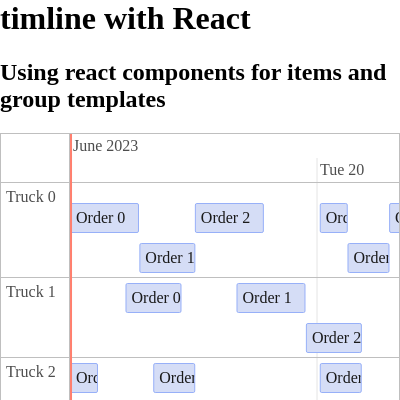 timline with React
Using react components for items and
group templates
June 2023
Tue 20
Truck 0
Order 0
Order 2
Ord
O
Order 1
Order
Truck 1
Order 0
Order 1
Order 2
Truck 2
Ord
Order
Order